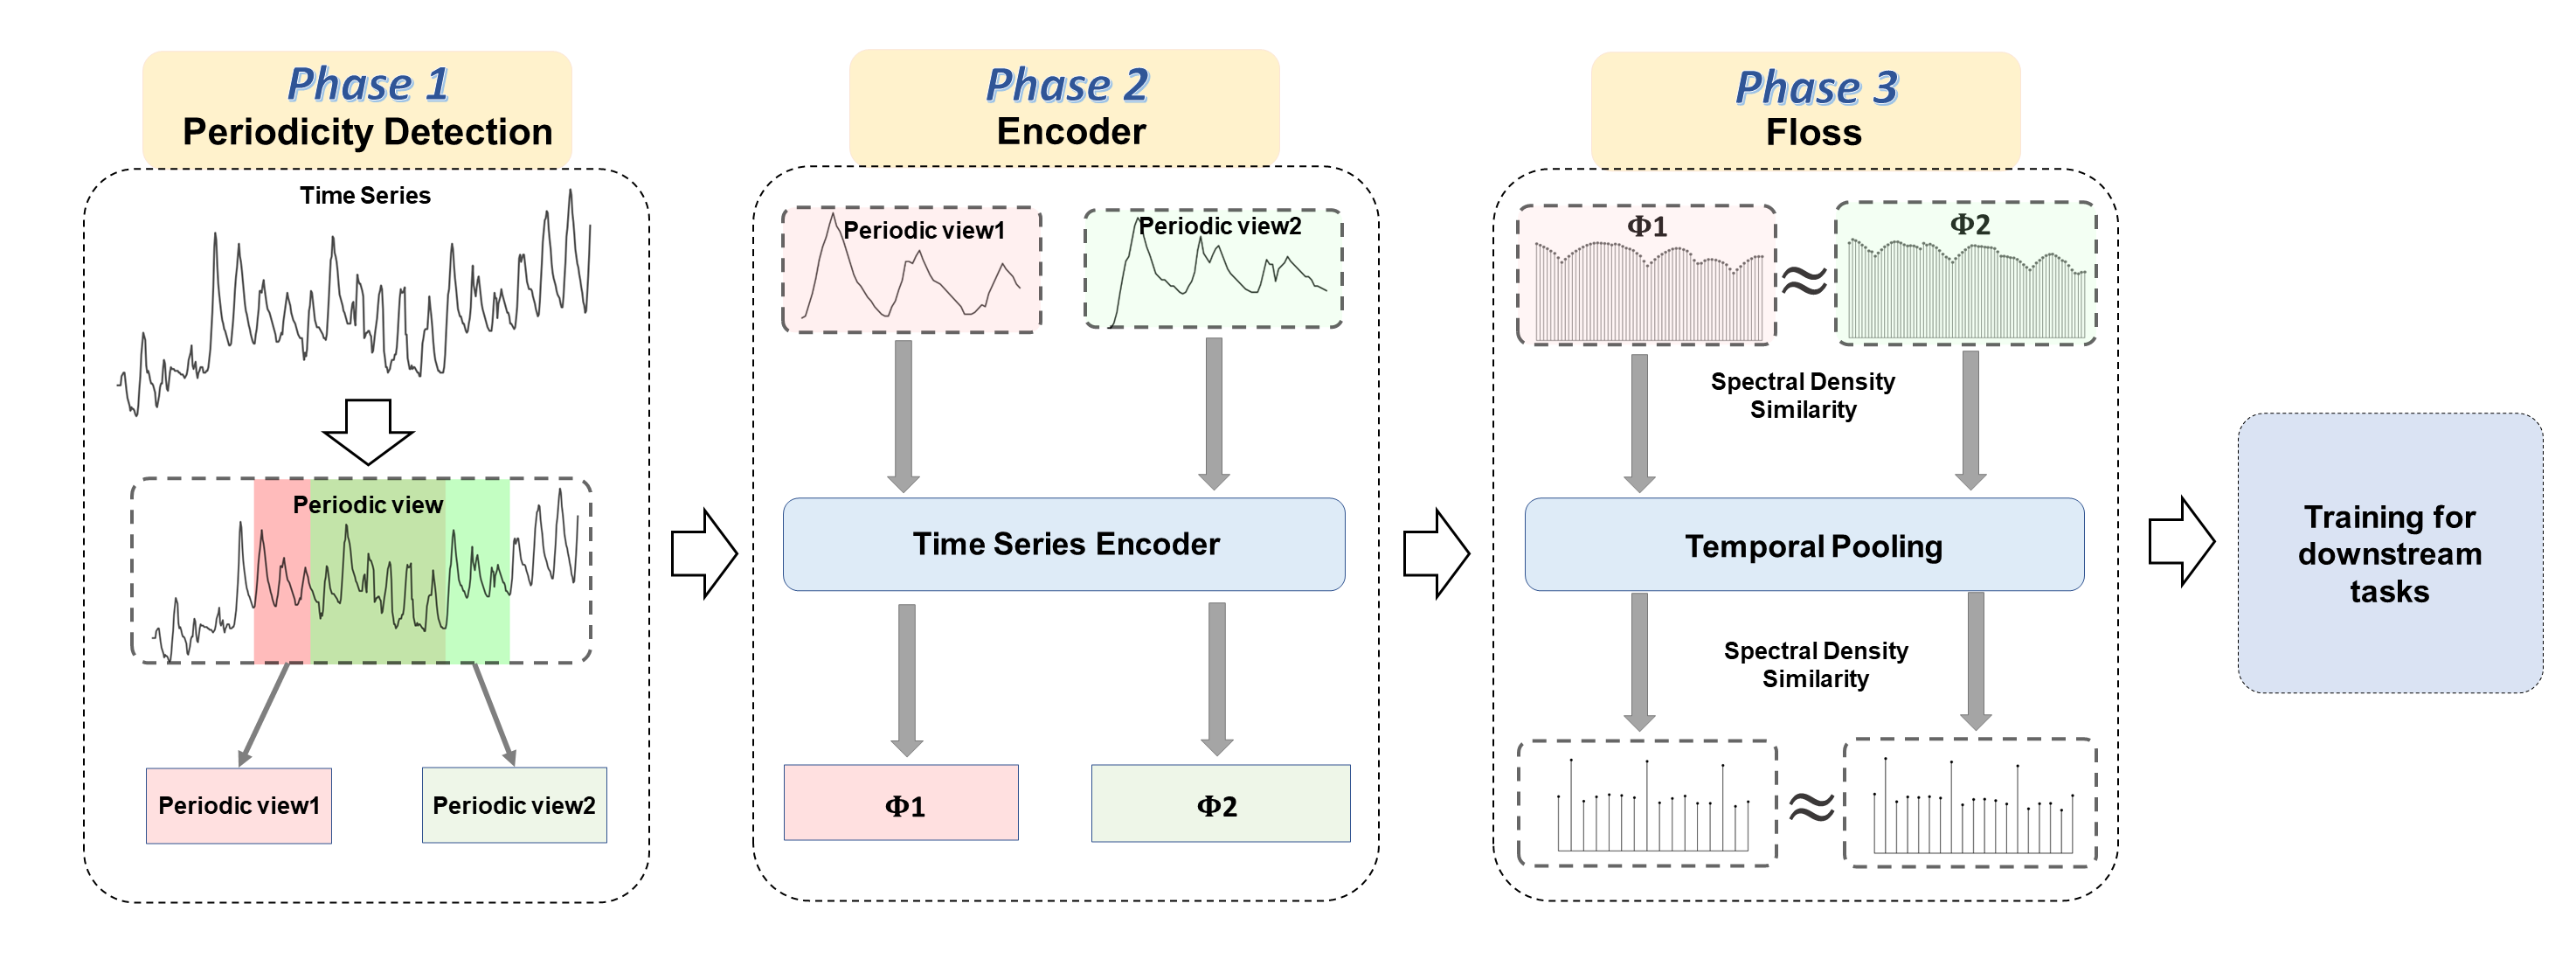 Phase 1
Periodicity Detection
Time Series
Periodic view
Periodic view1
Periodic view2
Phase 2
Encoder
Periodic view1
Periodic view2
Time Series Encoder
Φ1
Φ2
Phase 3
Floss
Φ1
≈
Φ2
Spectral Density
Similarity
Temporal Pooling
Spectral Density
Similarity
≈
Training for
downstream
tasks